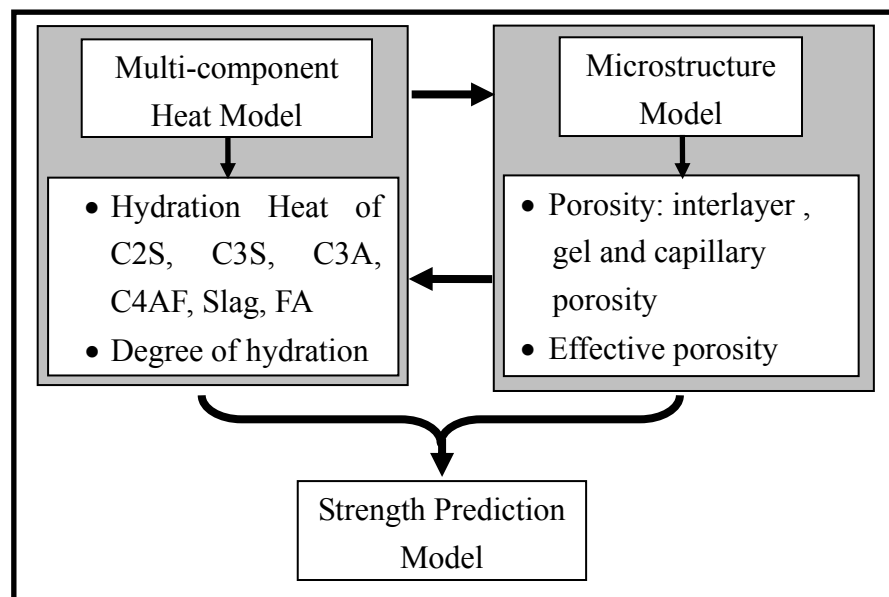 Multi-component
Heat Model
• Hydration Heat of
C2S, C3S, C3A,
C4AF, Slag, FA
• Degree of hydration
Microstructure
Model
• Porosity: interlayer ,
gel and capillary
porosity
• Effective porosity
Strength Prediction
Model